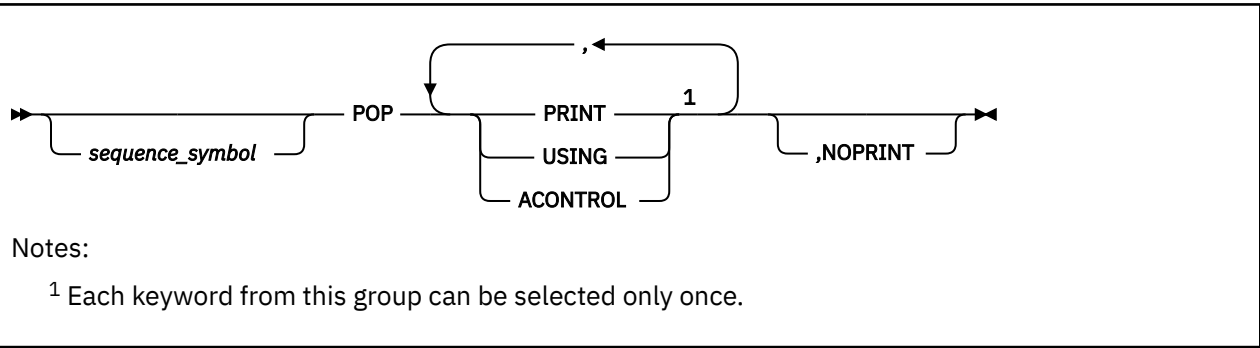 ,
1
POP PRINT
sequence_symbol USING ,NOPRINT
ACONTROL
Notes:
1 Each keyword from this group can be selected only once.